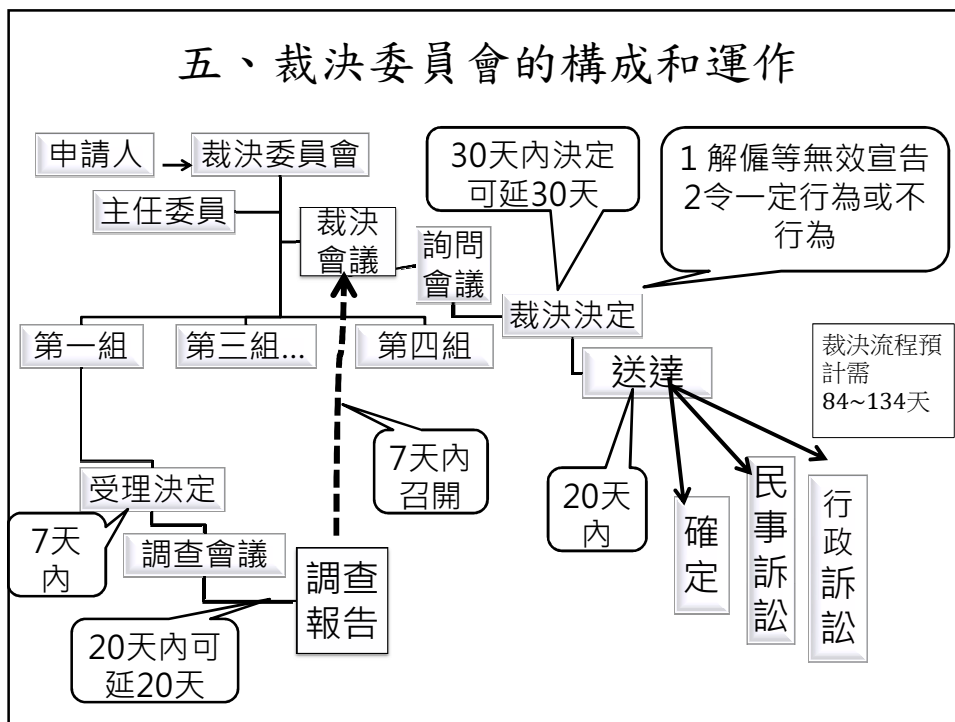 五、裁決委員會的構成和運作
申請人
裁決委員會
主任委員
裁決
會議
詢問
會議
30天內決定
可延30天
1 解僱等無效宣告
2令一定行為或不
行為
裁決決定
第一組
第三組...
第四組
送達
裁決流程預
計需
84~134天
7天內
召開
20天
內
受理決定
7天
內
調查會議
調查
報告
20天內可
延20天
確定
民事訴訟
行政訴訟